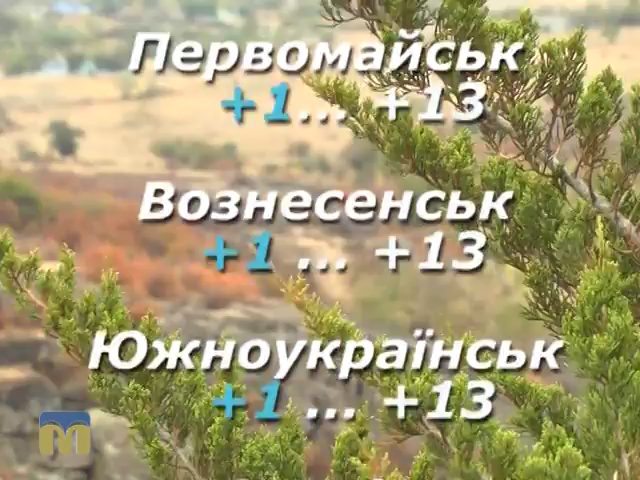 Первомайськ
+1... +13
Вознесенськ
+1 ... +13
Южноукраїнськ
+1 ... +13